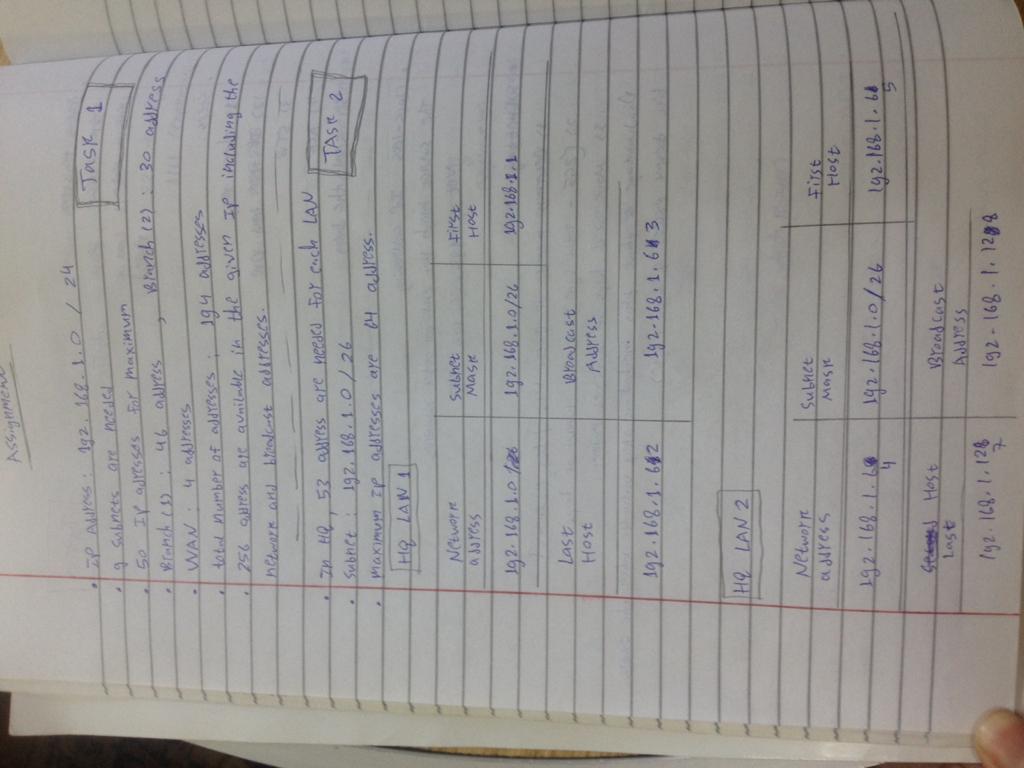 Assignment
• IP address : 192.168.1.0 / 24
Task 1
• 9 subnets are needed
50 IP adresses for maximum
• Branch (1) : 46 address , Branch (2) : 30 address
• WAN : 4 addresses
• total number of addresses : 194 addresses
• 256 address are available in the given IP including the
network and broadcast addresses.
• In HQ, 53 address are needed for each LAN
TASK 2
• Subnet : 192.168.1.0 / 26
• maximum IP addresses are 64 address.
HQ LAN 1
Network address Subnet Mask First Host
192.168.1.0/26 192.168.1.0/26 192.168.1.1
Last Host Broadcast Address
192.168.1.62 192.168.1.63
HQ LAN 2
Network address Subnet Mask First Host
192.168.1.64 192.168.1.0/26 192.168.1.65
Last Host Broadcast Address
192.168.1.127 192.168.1.128